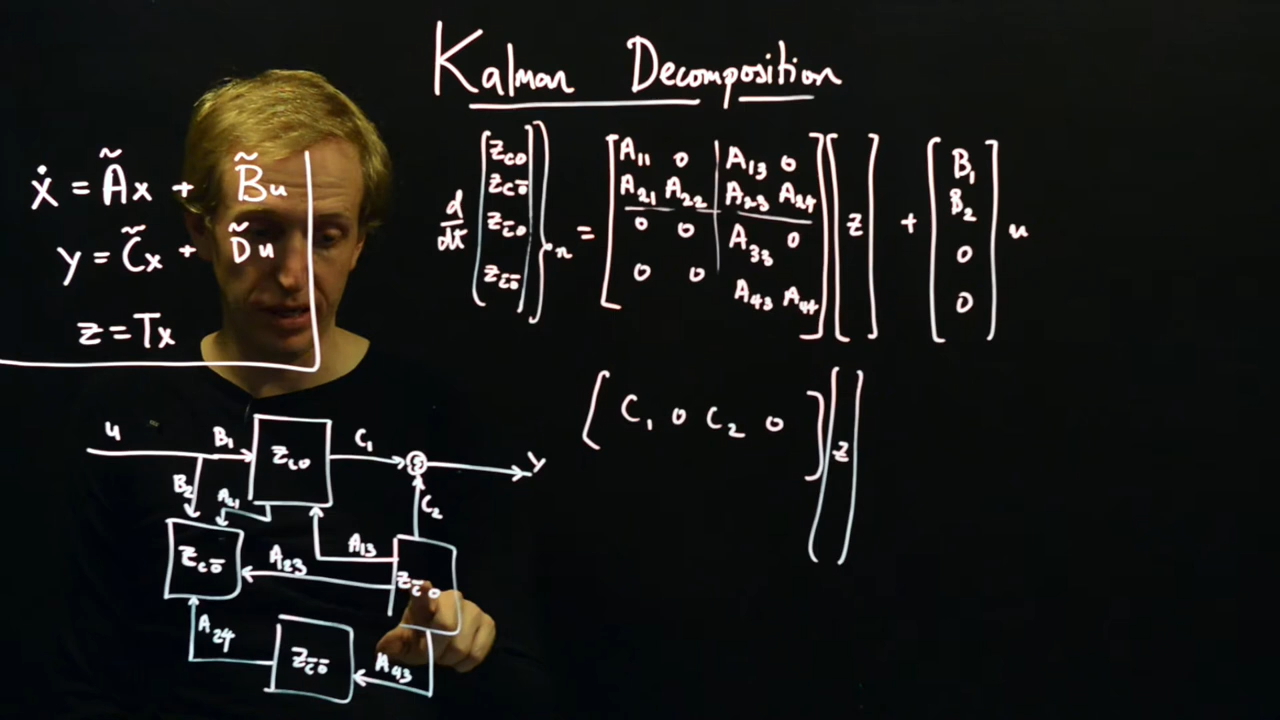 Kalman Decomposition
ẋ = Ãx + B̃u
y = C̃x + D̃u
z = Tx
d/dt [ z_co z_cō z_c̄o z_c̄ō ] } n = [ A₁₁ 0 A₁₃ 0
A₂₁ A₂₂ A₂₃ A₂₄
0 0 A₃₃ 0
0 0 A₄₃ A₄₄ ] [ z ] + [ B₁ B₂ 0 0 ] u
[ C₁ 0 C₂ 0 ] [ z ]
u B₁ z_co C₁ y
B₂ A₂₁ C₂
z_cō A₂₃ A₁₃ z_c̄o
A₂₄ z_c̄ō A₄₃